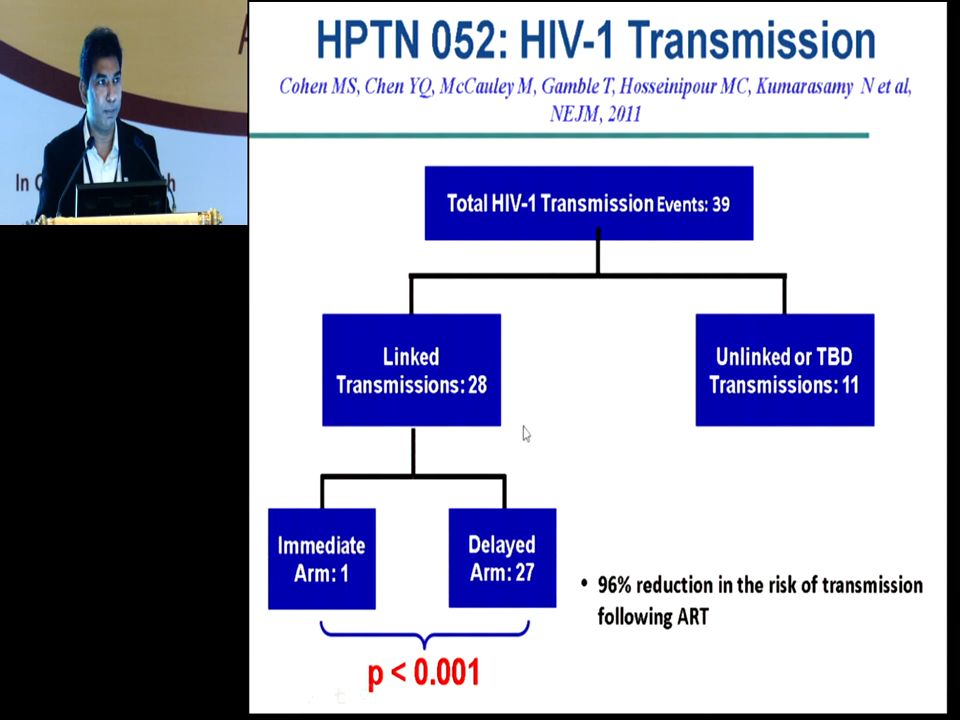 HPTN 052: HIV-1 Transmission
Cohen MS, Chen YQ, McCauley M, Gamble T, Hosseinipour MC, Kumarasamy N et al,
NEJM, 2011
Total HIV-1 Transmission Events: 39
Linked
Transmissions: 28
Unlinked or TBD
Transmissions: 11
Immediate
Arm: 1
Delayed
Arm: 27
• 96% reduction in the risk of transmission
following ART
p < 0.001
In